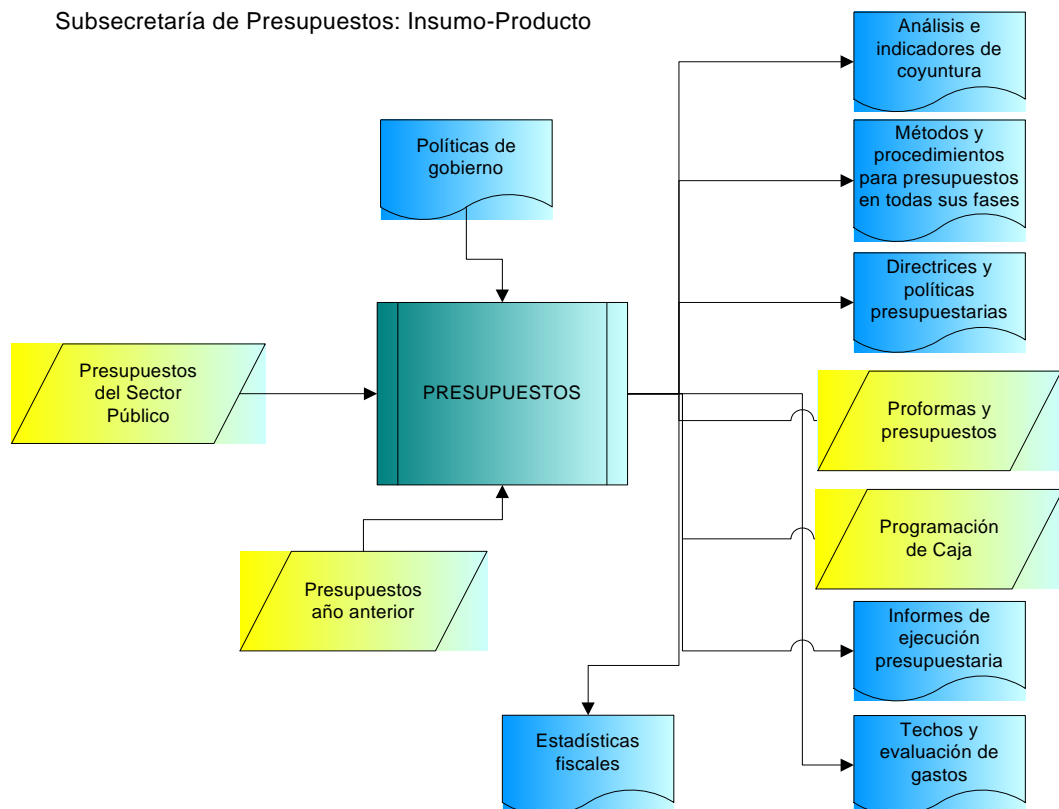 Subsecretaría de Presupuestos: Insumo-Producto
Análisis e
indicadores de
coyuntura
Políticas de
gobierno
Métodos y
procedimientos
para presupuestos
en todas sus fases
Directrices y
políticas
presupuestarias
Presupuestos
del Sector
Público
PRESUPUESTOS
Proformas y
presupuestos
Programación
de Caja
Presupuestos
año anterior
Informes de
ejecución
presupuestaria
Estadísticas
fiscales
Techos y
evaluación de
gastos